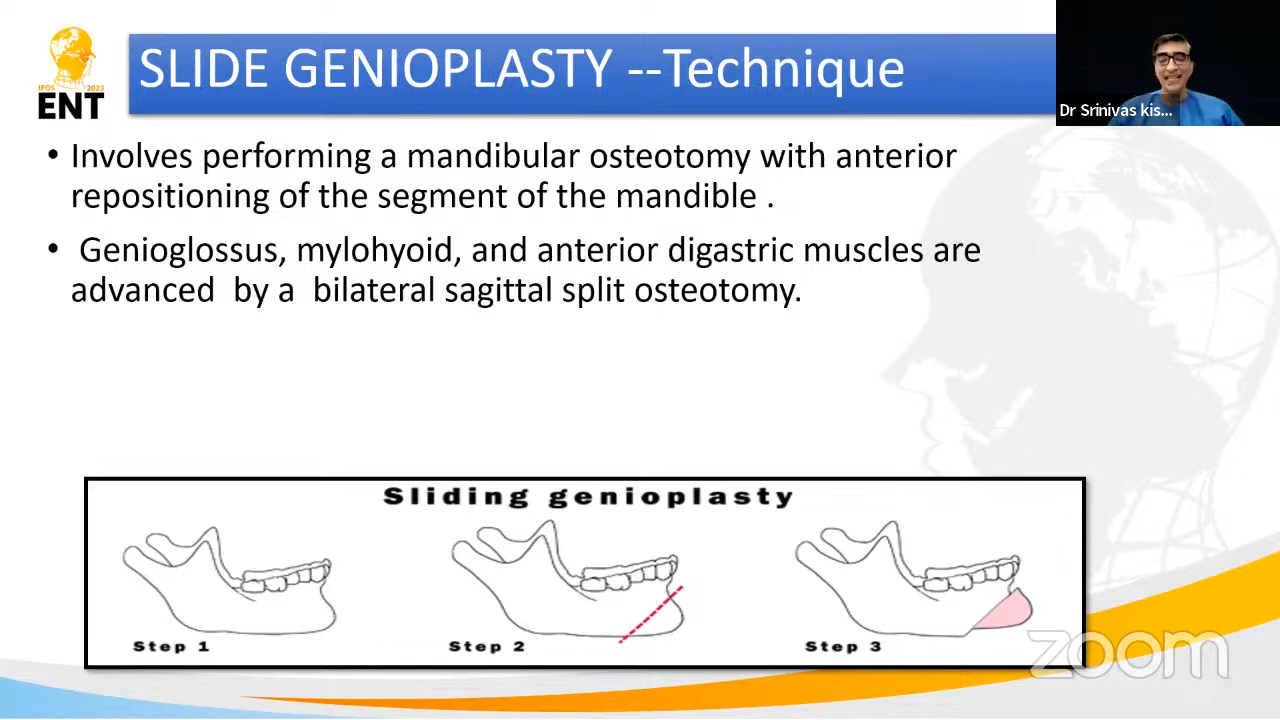 IFOS 2023
ENT
SLIDE GENIOPLASTY --Technique
Dr Srinivas kis...
• Involves performing a mandibular osteotomy with anterior
repositioning of the segment of the mandible .
• Genioglossus, mylohyoid, and anterior digastric muscles are
advanced by a bilateral sagittal split osteotomy.
Sliding genioplasty
Step 1
Step 2
Step 3
zoom